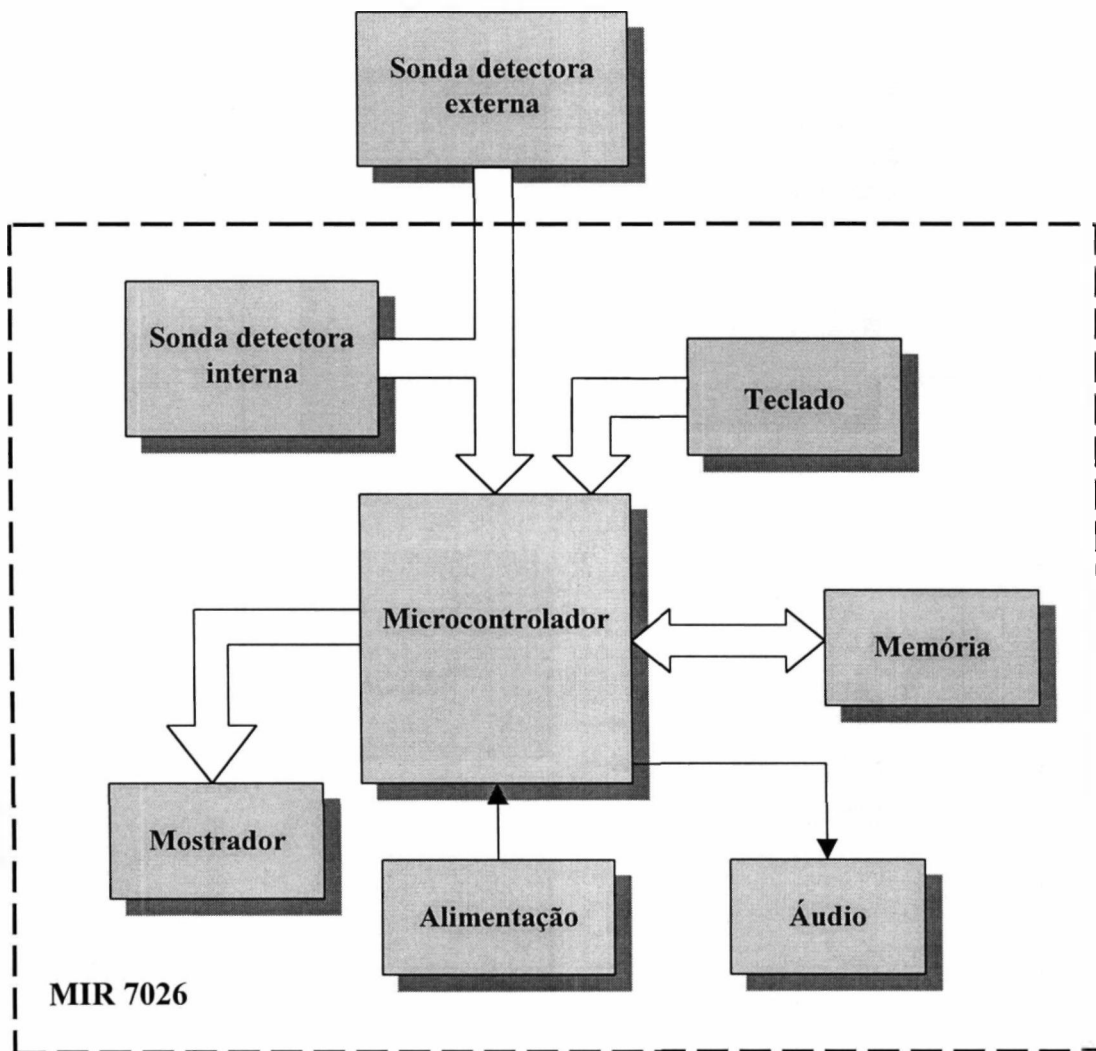 Sonda detectora
externa
Sonda detectora
interna
Teclado
Microcontrolador
Memória
Mostrador
Alimentação
Áudio
MIR 7026